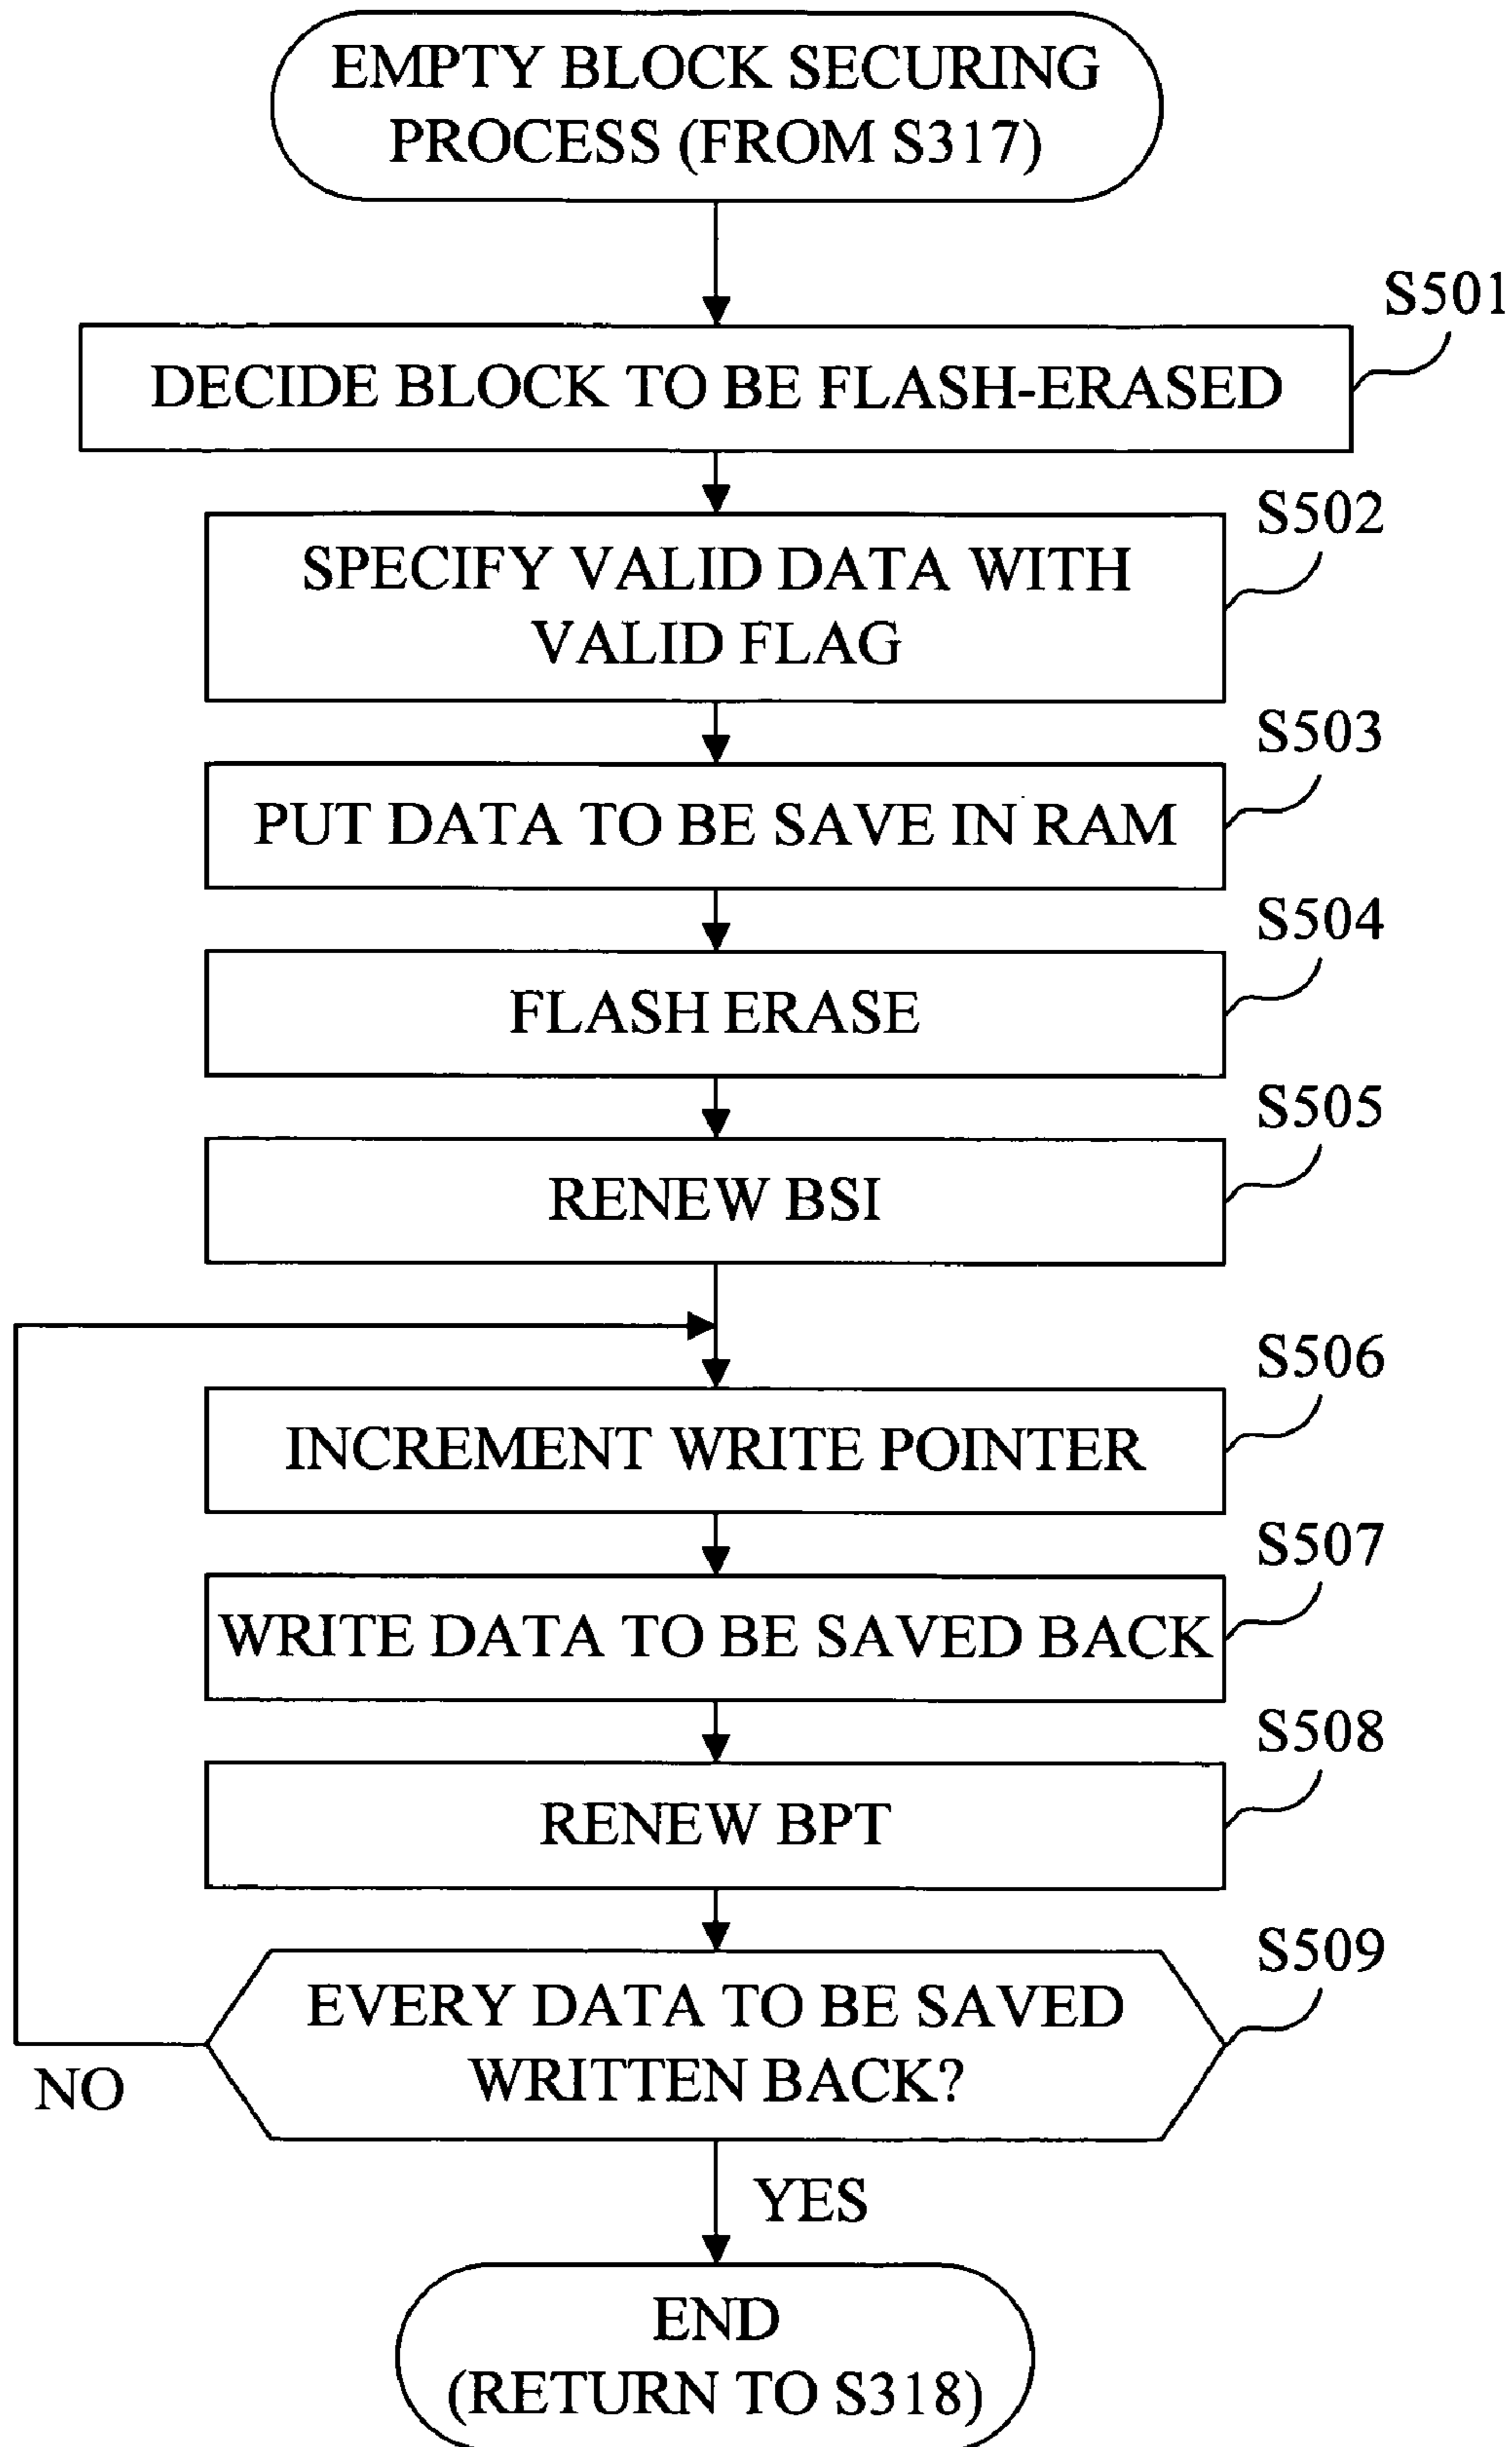 EMPTY BLOCK SECURING
PROCESS (FROM S317)
S501
DECIDE BLOCK TO BE FLASH-ERASED
S502
SPECIFY VALID DATA WITH
VALID FLAG
S503
PUT DATA TO BE SAVE IN RAM
S504
FLASH ERASE
S505
RENEW BSI
S506
INCREMENT WRITE POINTER
S507
WRITE DATA TO BE SAVED BACK
S508
RENEW BPT
S509
EVERY DATA TO BE SAVED
WRITTEN BACK?
NO
YES
END
(RETURN TO S318)